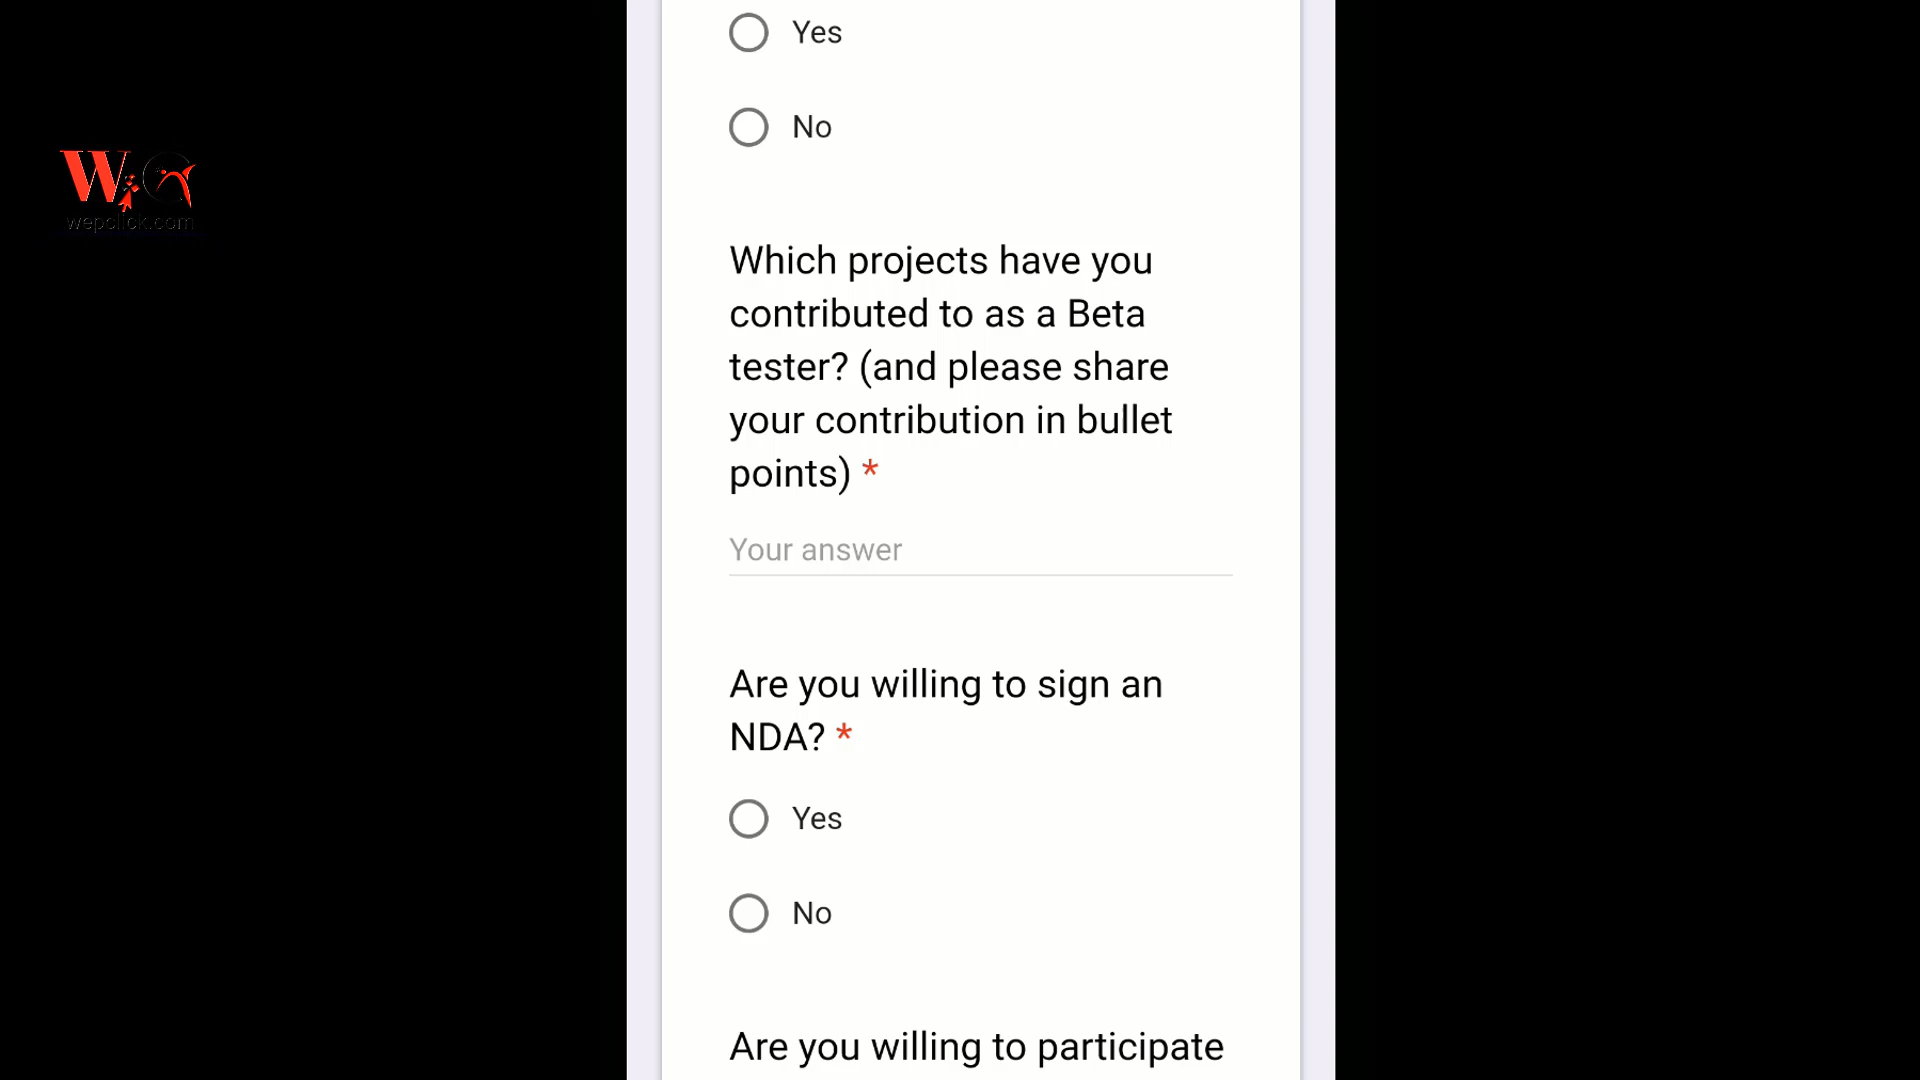 Yes
No
wepclick.com
Which projects have you
contributed to as a Beta
tester? (and please share
your contribution in bullet
points) *
Your answer
Are you willing to sign an
NDA? *
Yes
No
Are you willing to participate